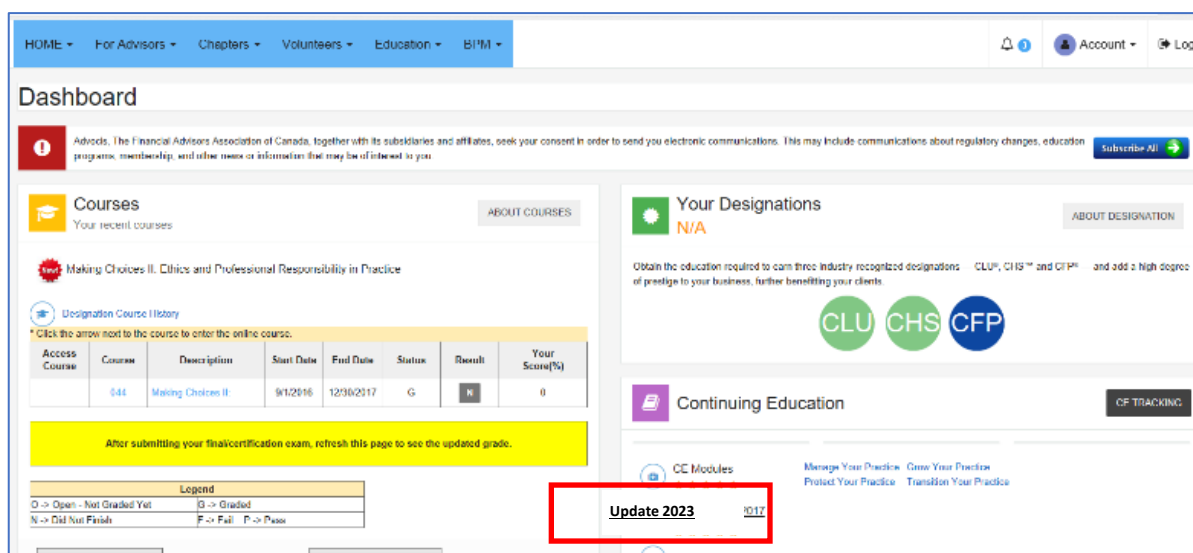 HOME For Advisors Chapters Volunteers Education BPM
Account Log
Dashboard
Advocis, The Financial Advisors Association of Canada, together with its subsidiaries and affiliates, seek your consent in order to send you electronic communications. This may include communications about regulatory changes, education
programs, membership, and other news or information that may be of interest to you
Subscribe All
Courses
Your recent courses
ABOUT COURSES
New! Making Choices II: Ethics and Professional Responsibility in Practice
Designation Course History
* Click the arrow next to the course to enter the online course.
Access Course Course Description Start Date End Date Status Result Your Score(%)
044 Making Choices II: 9/1/2016 12/30/2017 G N 0
After submitting your final/certification exam, refresh this page to see the updated grade.
Legend
O -> Open - Not Graded Yet G -> Graded
N -> Did Not Finish F -> Fail P -> Pass
Your Designations
N/A
ABOUT DESIGNATION
Obtain the education required to earn three industry recognized designations CLU®, CHS™ and CFP® and add a high degree
of prestige to your business, further benefitting your clients.
CLU CHS CFP
Continuing Education
CE TRACKING
CE Modules
Manage Your Practice Grow Your Practice
Protect Your Practice Transition Your Practice
Update 2023 2017